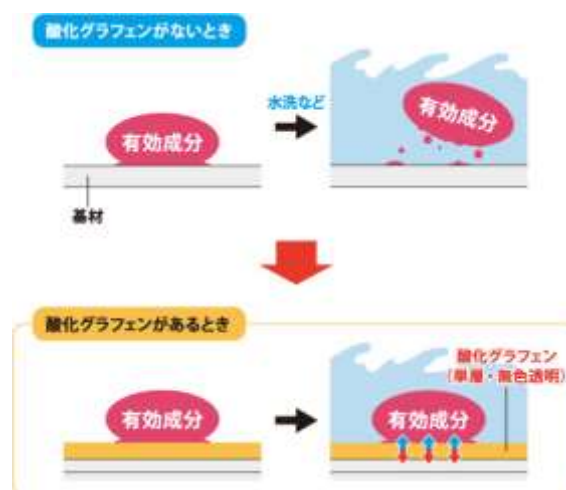 酸化グラフェンがないとき
有効成分
水洗など
有効成分
基材
酸化グラフェンがあるとき
有効成分
有効成分
酸化グラフェン
(単層・無色透明)